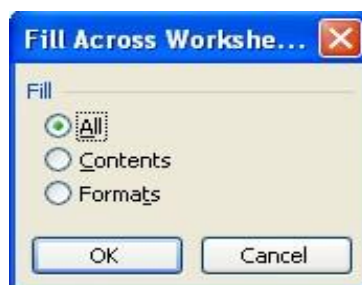 Fill Across Workshe...
Fill
All
Contents
Formats
OK Cancel